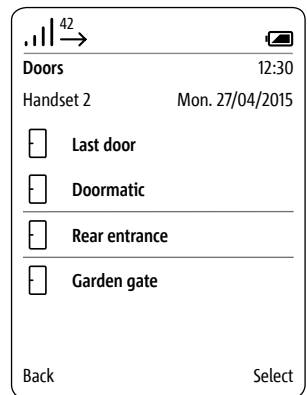 42
Doors 12:30
Handset 2 Mon. 27/04/2015
Last door
Doormatic
Rear entrance
Garden gate
Back Select